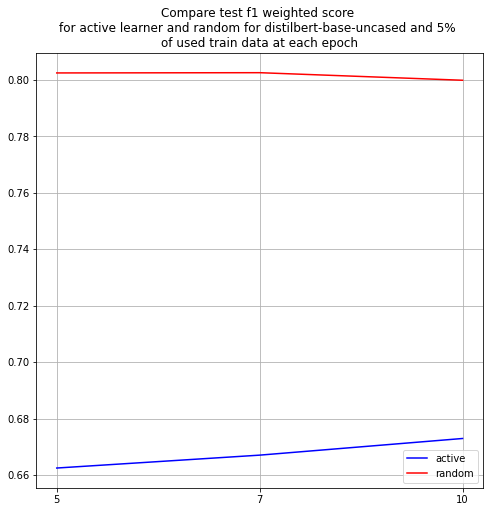 Compare test f1 weighted score
for active learner and random for distilbert-base-uncased and 5%
of used train data at each epoch
0.80
0.78
0.76
0.74
0.72
0.70
0.68
0.66
active
random
5 7 10